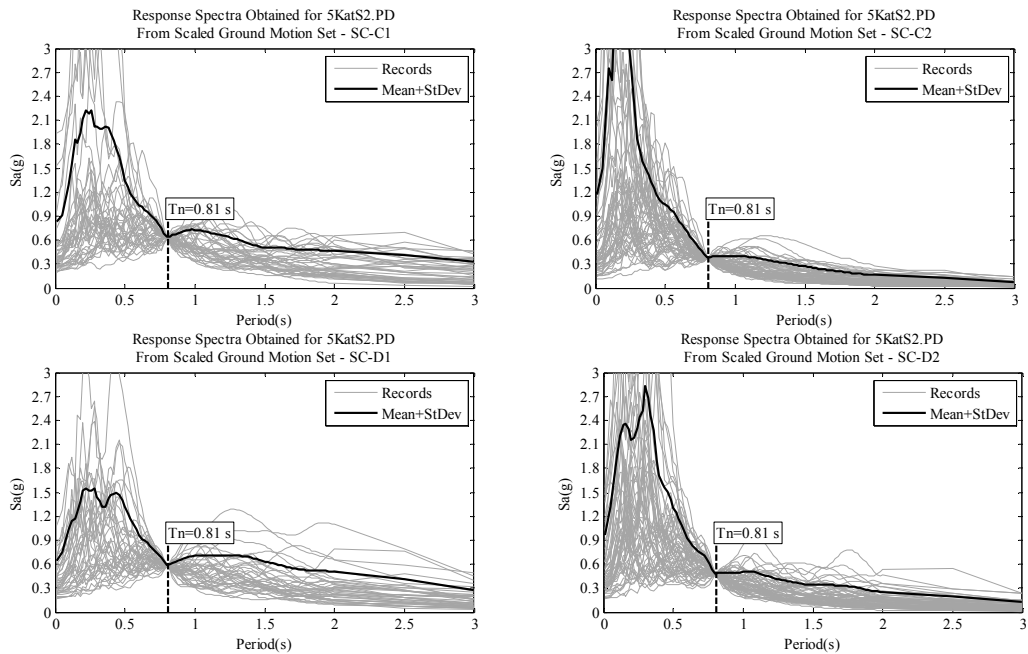 Response Spectra Obtained for 5KatS2.PD
From Scaled Ground Motion Set - SC-C1
3
2.7
2.4
2.1
1.8
1.5
1.2
0.9
0.6
0.3
0
Sa(g)
Records
Mean+StDev
Tn=0.81 s
0 0.5 1 1.5 2 2.5 3
Period(s)
Response Spectra Obtained for 5KatS2.PD
From Scaled Ground Motion Set - SC-C2
3
2.7
2.4
2.1
1.8
1.5
1.2
0.9
0.6
0.3
0
Sa(g)
Records
Mean+StDev
Tn=0.81 s
0 0.5 1 1.5 2 2.5 3
Period(s)
Response Spectra Obtained for 5KatS2.PD
From Scaled Ground Motion Set - SC-D1
3
2.7
2.4
2.1
1.8
1.5
1.2
0.9
0.6
0.3
0
Sa(g)
Records
Mean+StDev
Tn=0.81 s
0 0.5 1 1.5 2 2.5 3
Period(s)
Response Spectra Obtained for 5KatS2.PD
From Scaled Ground Motion Set - SC-D2
3
2.7
2.4
2.1
1.8
1.5
1.2
0.9
0.6
0.3
0
Sa(g)
Records
Mean+StDev
Tn=0.81 s
0 0.5 1 1.5 2 2.5 3
Period(s)